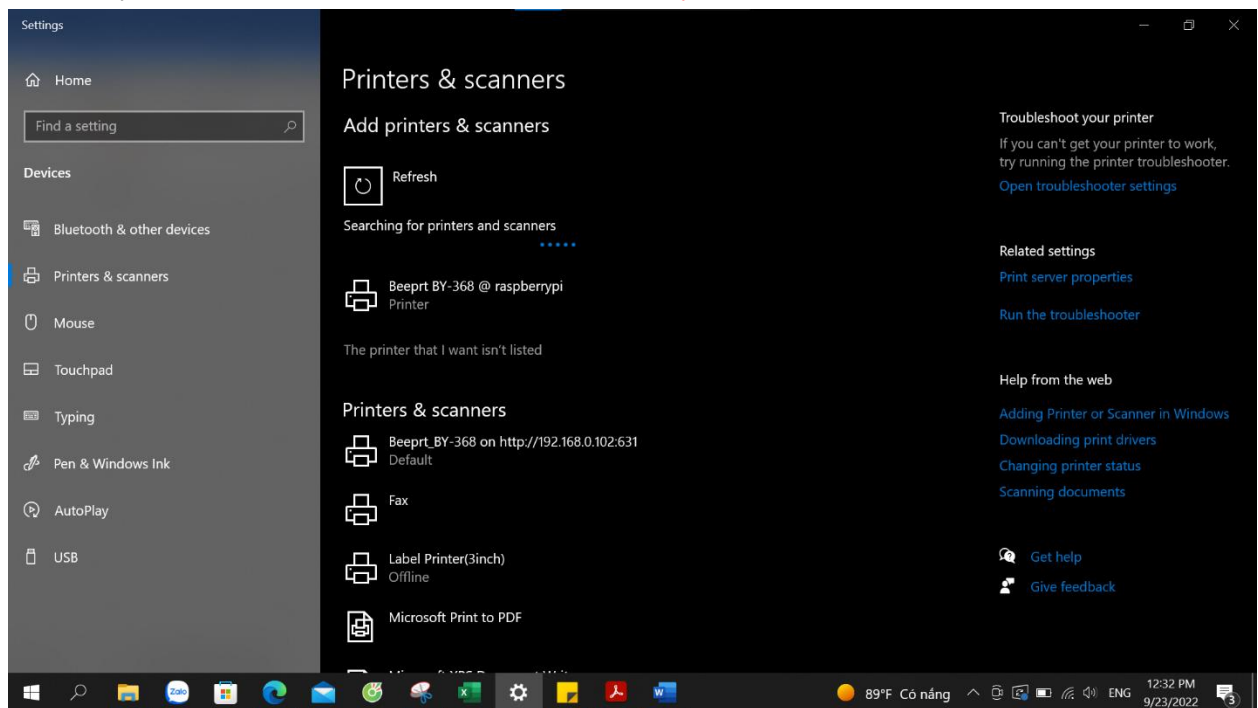 Settings
Home
Find a setting
Devices
Bluetooth & other devices
Printers & scanners
Mouse
Touchpad
Typing
Pen & Windows Ink
AutoPlay
USB
Printers & scanners
Add printers & scanners
Refresh
Searching for printers and scanners
Beeprt BY-368 @ raspberrypi
Printer
The printer that I want isn't listed
Printers & scanners
Beeprt_BY-368 on http://192.168.0.102:631
Default
Fax
Label Printer(3inch)
Offline
Microsoft Print to PDF
Troubleshoot your printer
If you can't get your printer to work,
try running the printer troubleshooter.
Open troubleshooter settings
Related settings
Print server properties
Run the troubleshooter
Help from the web
Adding Printer or Scanner in Windows
Downloading print drivers
Changing printer status
Scanning documents
Get help
Give feedback
Zalo
89°F Có nắng
ENG
12:32 PM
9/23/2022
3